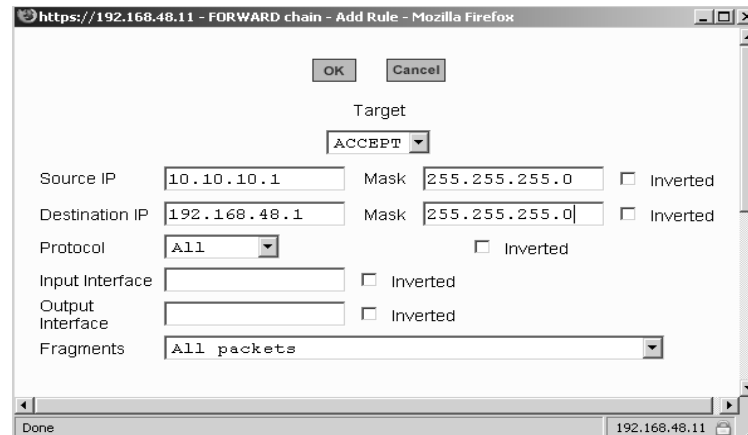 https://192.168.48.11 - FORWARD chain - Add Rule - Mozilla Firefox
OK Cancel
Target
ACCEPT
Source IP 10.10.10.1 Mask 255.255.255.0 Inverted
Destination IP 192.168.48.1 Mask 255.255.255.0 Inverted
Protocol All Inverted
Input Interface Inverted
Output
Interface Inverted
Fragments All packets
Done 192.168.48.11